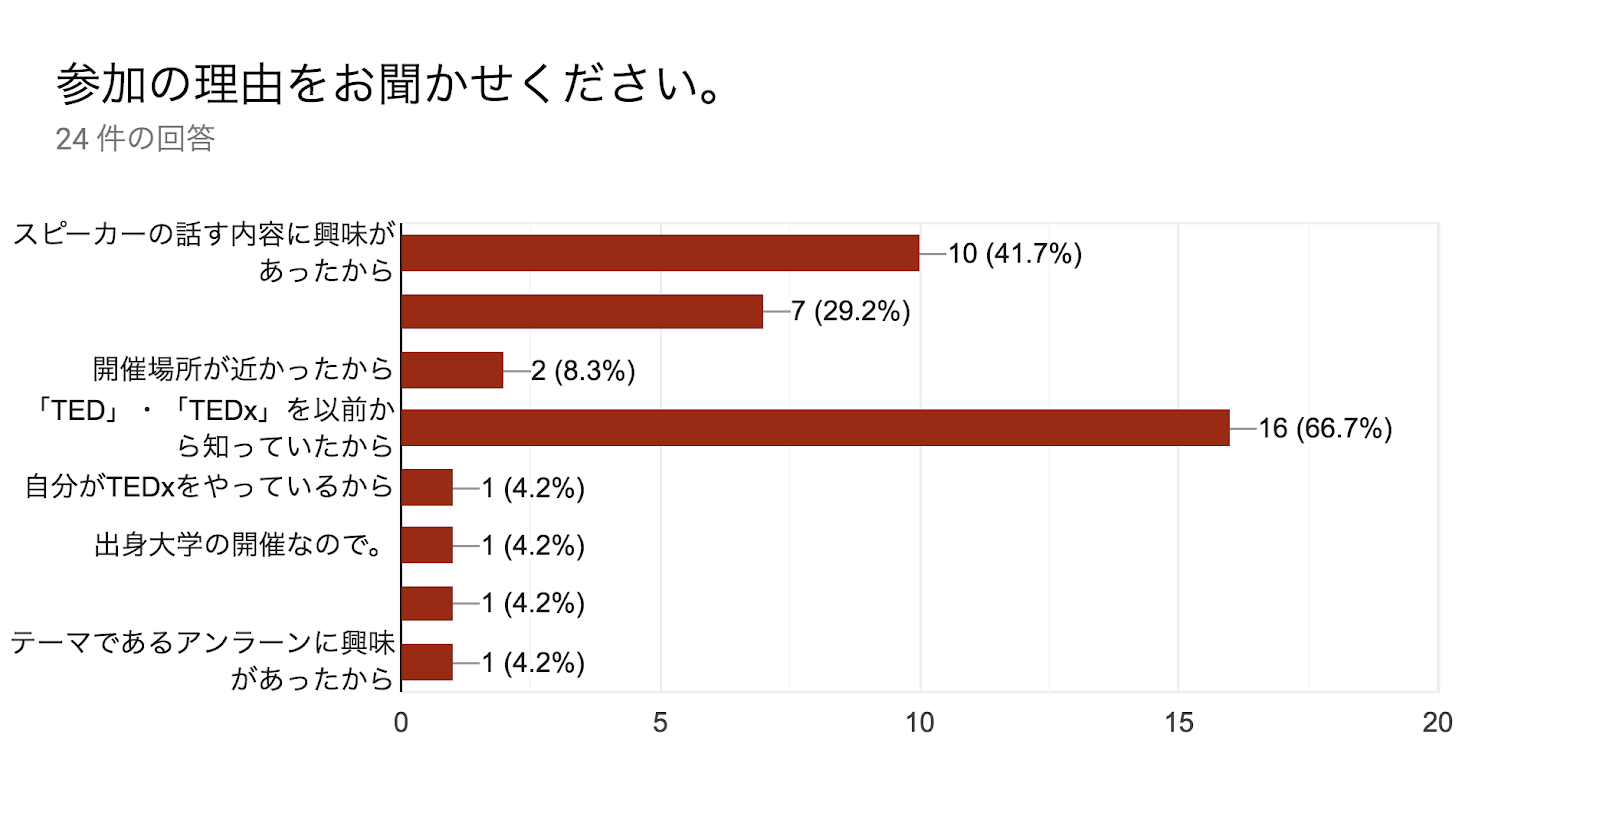 参加の理由をお聞かせください。
24 件の回答
スピーカーの話す内容に興味が
あったから
10 (41.7%)
7 (29.2%)
開催場所が近かったから
2 (8.3%)
「TED」・「TEDx」を以前か
ら知っていたから
16 (66.7%)
自分がTEDxをやっているから
1 (4.2%)
出身大学の開催なので。
1 (4.2%)
1 (4.2%)
テーマであるアンラーンに興味
があったから
1 (4.2%)
0 5 10 15 20